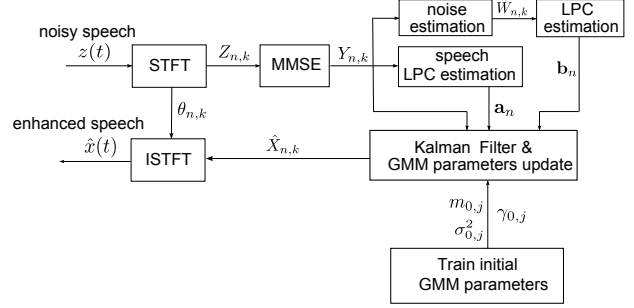 noise estimation
W_{n,k}
LPC estimation
noisy speech
z(t)
STFT
Z_{n,k}
MMSE
Y_{n,k}
speech LPC estimation
b_n
θ_{n,k}
a_n
enhanced speech
x̂(t)
ISTFT
X̂_{n,k}
Kalman Filter &
GMM parameters update
m_{0,j}
σ²_{0,j}
γ_{0,j}
Train initial
GMM parameters